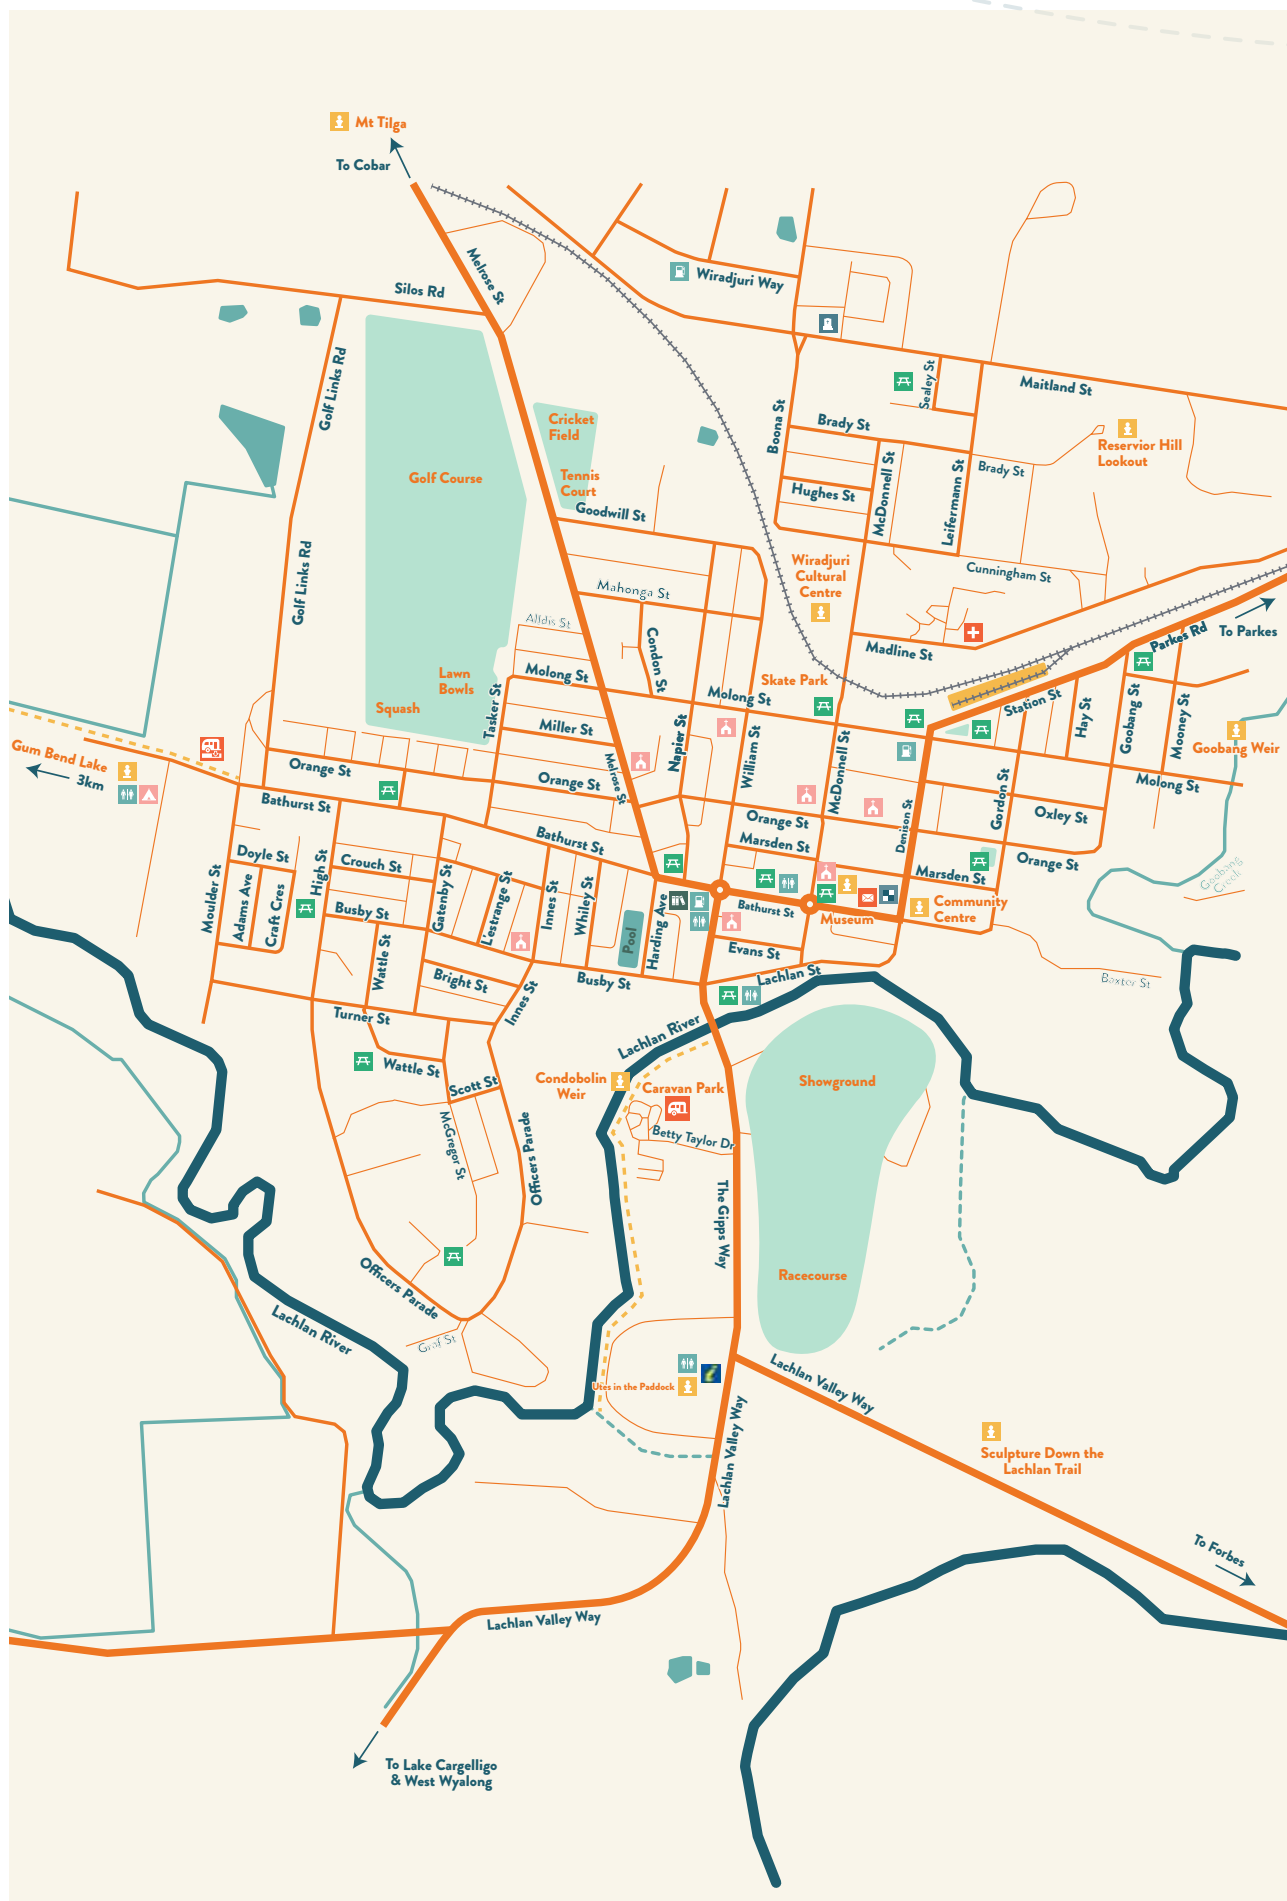 Mt Tilga
To Cobar
Melrose St
Silos Rd
Wiradjuri Way
Golf Links Rd
Maitland St
Sealey St
Boona St
Brady St
Cricket
Field
Reservior Hill
Lookout
Brady St
Golf Course
Tennis
Court
Hughes St
McDonnell St
Leifermann St
Goodwill St
Golf Links Rd
Wiradjuri
Cultural
Centre
Cunningham St
Mahonga St
Alldis St
Condon St
Madline St
Parkes Rd
To Parkes
Molong St
Lawn
Bowls
Squash
Tasker St
Skate Park
Molong St
Station St
Hay St
Goobang St
Mooney St
Miller St
Napier St
William St
McDonnell St
Goobang Weir
Gum Bend Lake
3km
Orange St
Orange St
Melrose St
Molong St
Bathurst St
Bathurst St
Orange St
Marsden St
Denison St
Gordon St
Oxley St
Orange St
Marsden St
Goobang
Creek
Doyle St
High St
Crouch St
Moulder St
Adams Ave
Craft Cres
Busby St
Gatenby St
L'estrange St
Innes St
Whiley St
Pool
Harding Ave
Bathurst St
Museum
Community
Centre
Evans St
Wattle St
Bright St
Busby St
Lachlan St
Baxter St
Innes St
Turner St
Lachlan River
Wattle St
Scott St
Condobolin
Weir
Caravan Park
Showground
McGregor St
Officers Parade
Betty Taylor Dr
The Gipps Way
Officers Parade
Racecourse
Lachlan River
Graf St
Utes in the Paddock
Lachlan Valley Way
Lachlan Valley Way
Sculpture Down the
Lachlan Trail
To Forbes
Lachlan Valley Way
To Lake Cargelligo
& West Wyalong